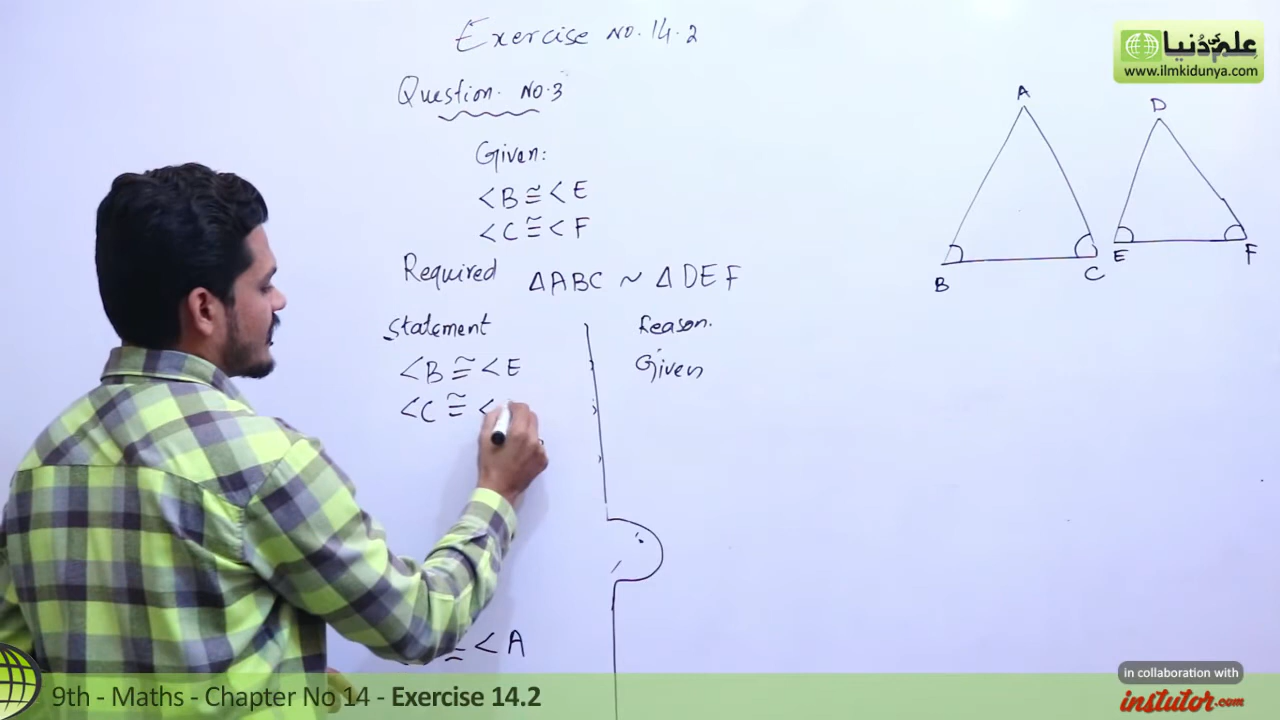 Exercise No. 14.2
Question. No.3
Given:
<B ≅ <E
<C ≅ <F
Required ΔABC ~ ΔDEF
Statement Reason.
<B ≅ <E Given
<C ≅ <
≅ <A
A
B
C
D
E
F
علم کی دُنیا
www.ilmkidunya.com
in collaboration with
instutor.com
9th - Maths - Chapter No 14 - Exercise 14.2